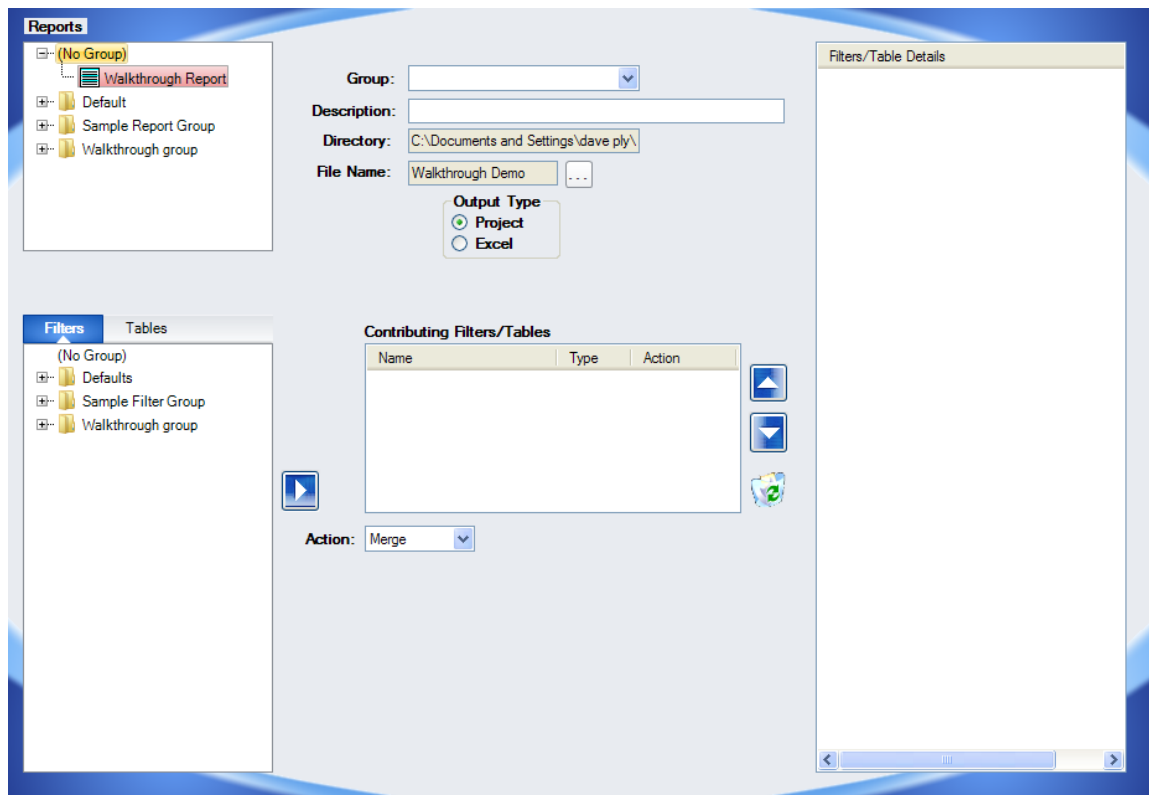 Reports
(No Group)
Walkthrough Report
Default
Sample Report Group
Walkthrough group
Group:
Description:
Directory: C:\Documents and Settings\dave ply\
File Name: Walkthrough Demo ...
Output Type
Project
Excel
Filters/Table Details
Filters Tables
(No Group)
Defaults
Sample Filter Group
Walkthrough group
Contributing Filters/Tables
Name Type Action
Action: Merge